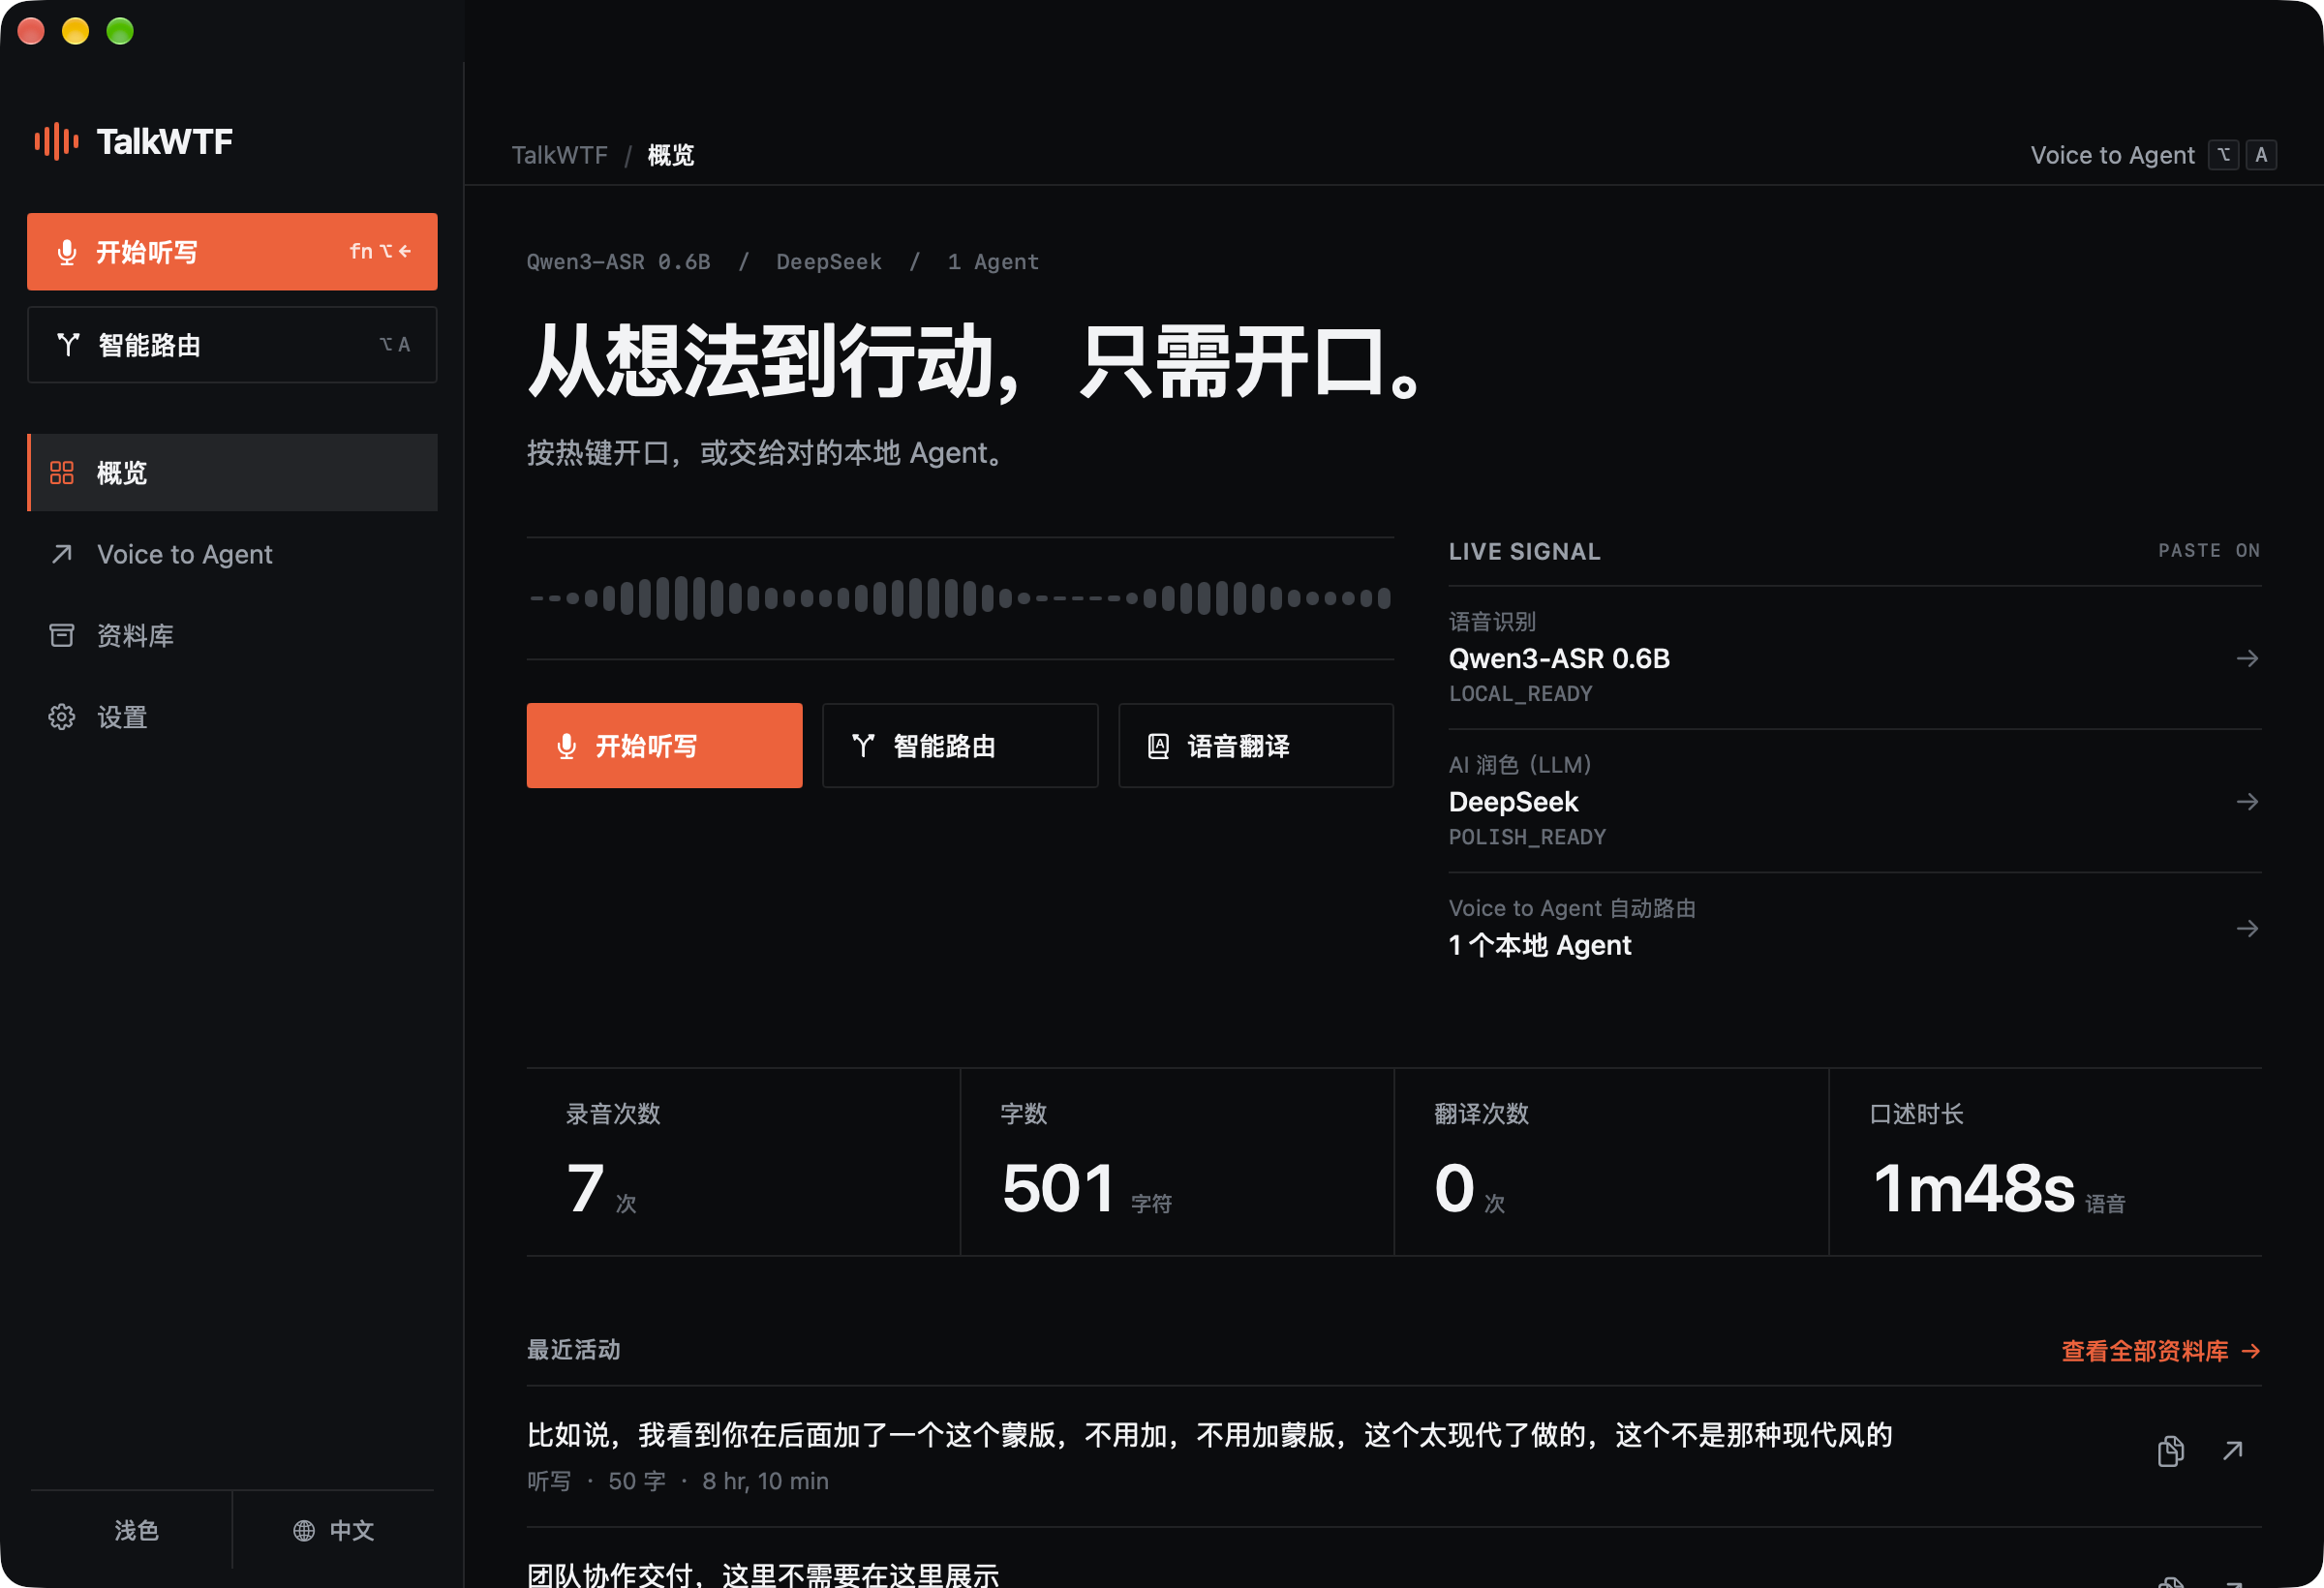 TalkWTF
开始听写 fn ⌥ ←
智能路由 ⌥ A
概览
Voice to Agent
资料库
设置
浅色
中文
TalkWTF / 概览
Voice to Agent ⌥ A
Qwen3-ASR 0.6B / DeepSeek / 1 Agent
从想法到行动，只需开口。
按热键开口，或交给对的本地 Agent。
开始听写
智能路由
语音翻译
LIVE SIGNAL
PASTE ON
语音识别
Qwen3-ASR 0.6B
LOCAL_READY
AI 润色（LLM）
DeepSeek
POLISH_READY
Voice to Agent 自动路由
1 个本地 Agent
录音次数
7 次
字数
501 字符
翻译次数
0 次
口述时长
1m48s 语音
最近活动
查看全部资料库 →
比如说，我看到你在后面加了一个这个蒙版，不用加，不用加蒙版，这个太现代了做的，这个不是那种现代风的
听写 · 50 字 · 8 hr, 10 min
团队协作交付，这里不需要在这里展示